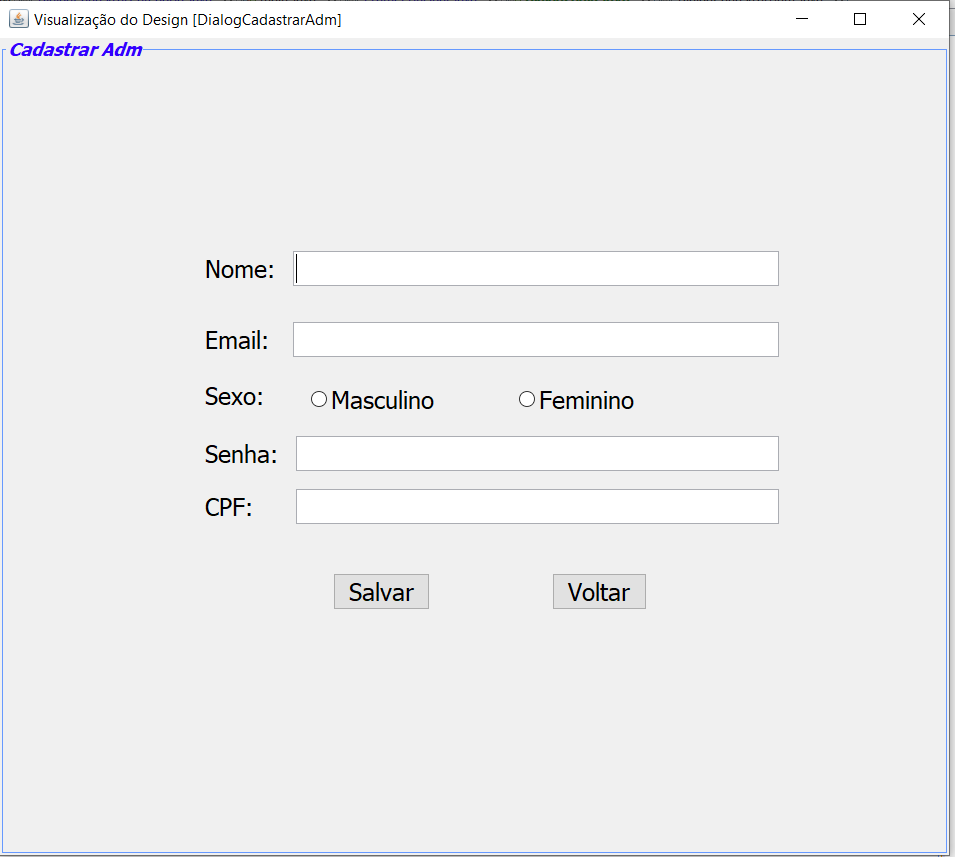 Visualização do Design [DialogCadastrarAdm]
Cadastrar Adm
Nome:
Email:
Sexo: Masculino Feminino
Senha:
CPF:
Salvar Voltar